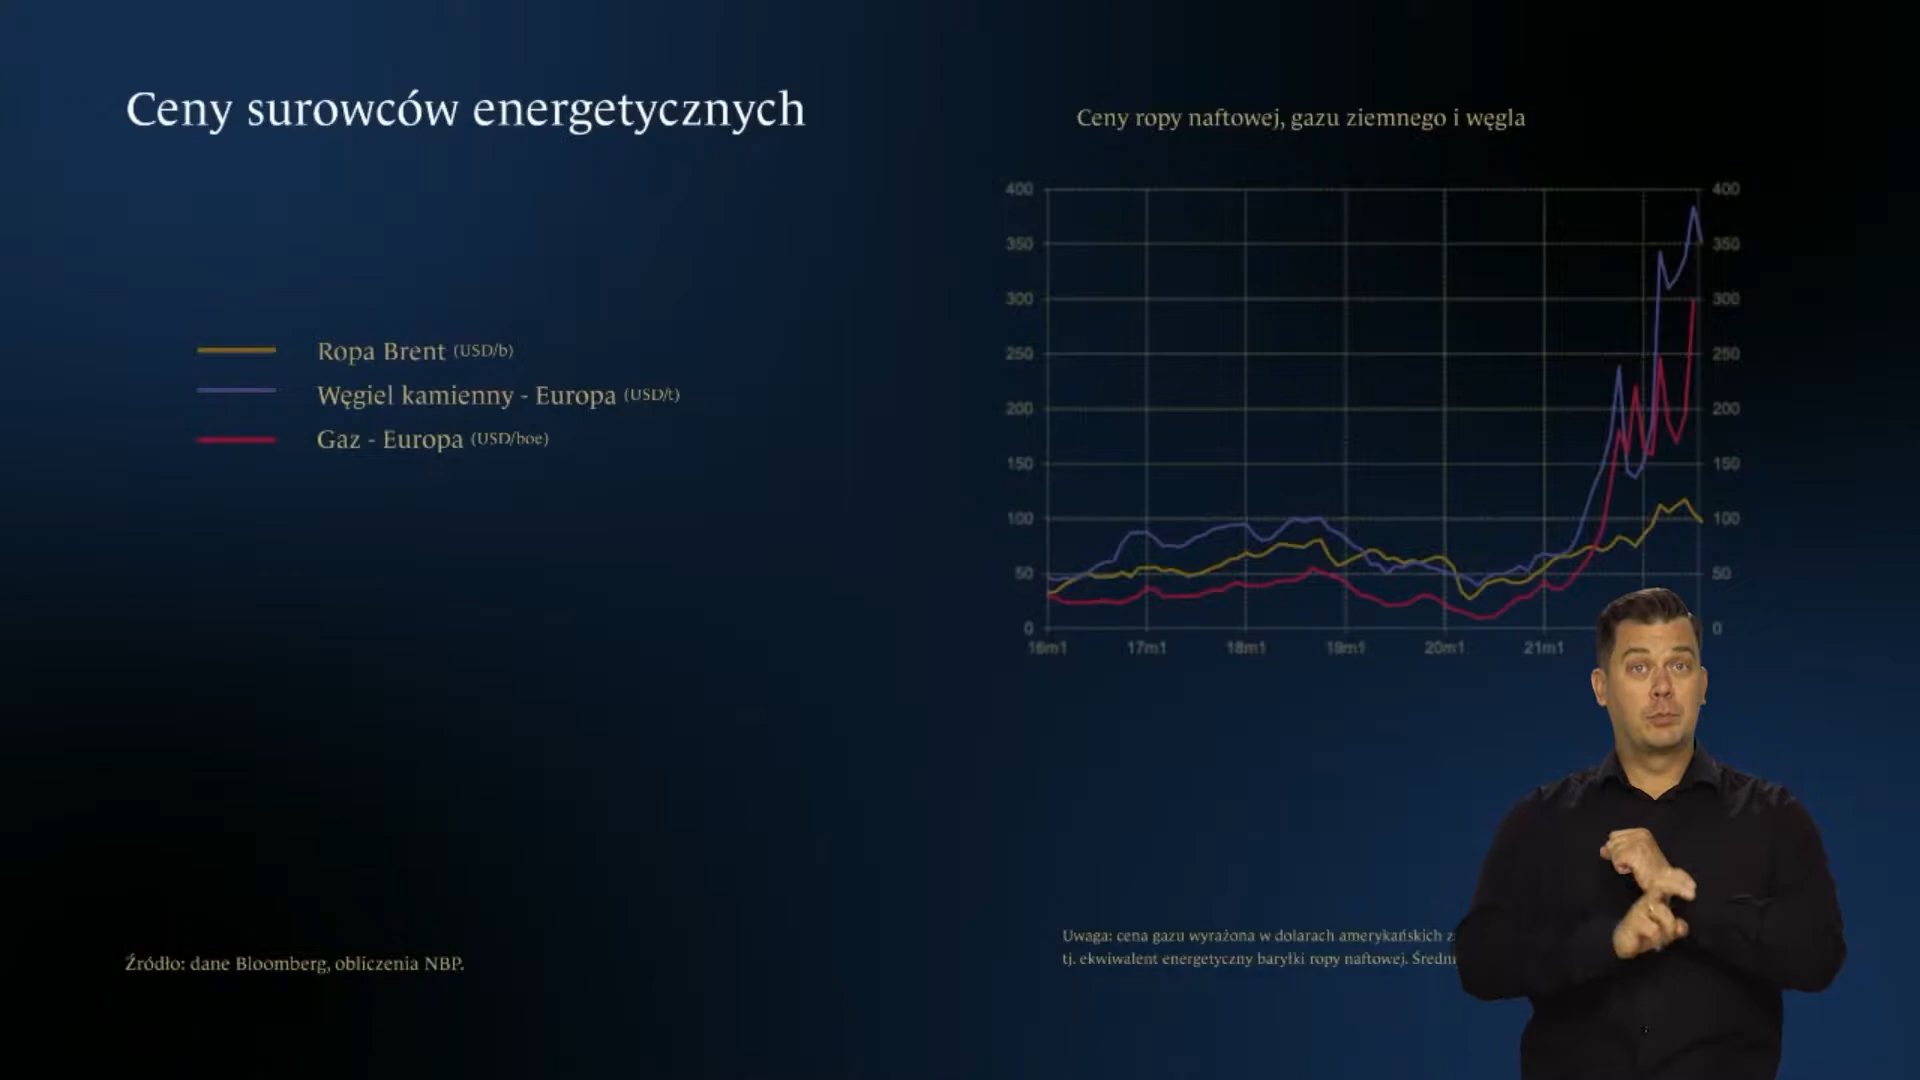 Ceny surowców energetycznych
Ceny ropy naftowej, gazu ziemnego i węgla
Ropa Brent (USD/b)
Węgiel kamienny - Europa (USD/t)
Gaz - Europa (USD/boe)
400 400
350 350
300 300
250 250
200 200
150 150
100 100
50 50
0 0
16m1 17m1 18m1 19m1 20m1 21m1
Uwaga: cena gazu wyrażona w dolarach amerykańskich
tj. ekwiwalent energetyczny baryłki ropy naftowej.
Źródło: dane Bloomberg, obliczenia NBP.